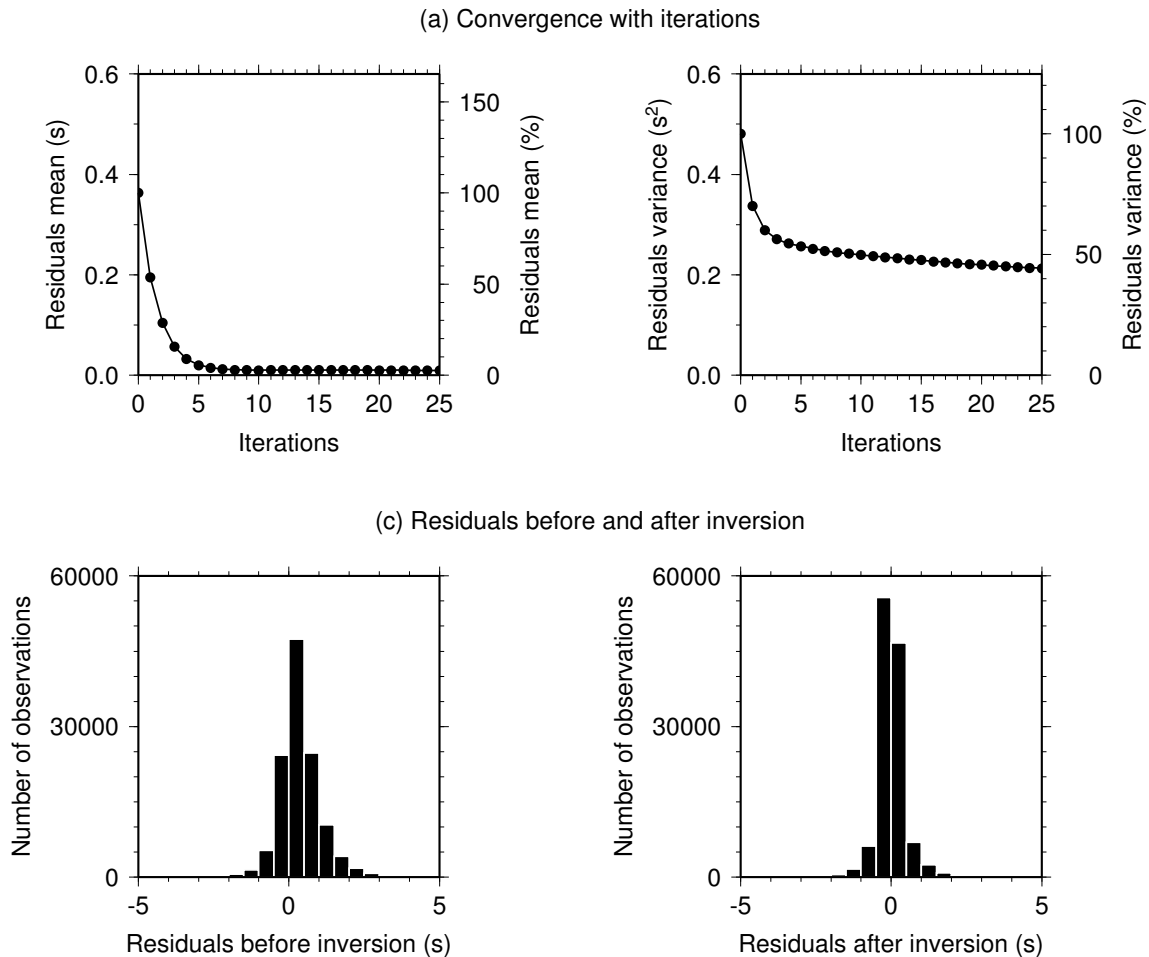 (a) Convergence with iterations
0.6
0.4
0.2
0.0
Residuals mean (s)
150
100
50
0
Residuals mean (%)
0 5 10 15 20 25
Iterations
0.6
0.4
0.2
0.0
Residuals variance (s²)
100
50
0
Residuals variance (%)
0 5 10 15 20 25
Iterations
(c) Residuals before and after inversion
60000
30000
0
Number of observations
-5 0 5
Residuals before inversion (s)
60000
30000
0
Number of observations
-5 0 5
Residuals after inversion (s)